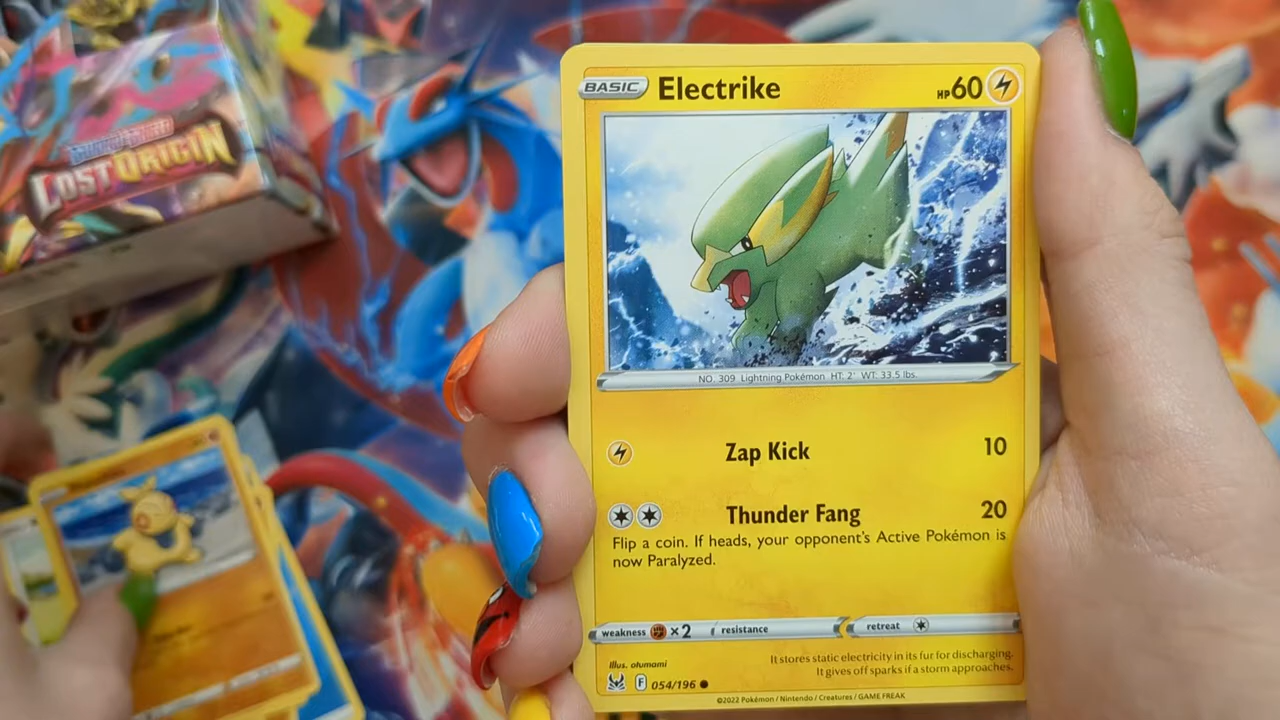 LOST ORIGIN
BASIC Electrike HP 60
NO. 309 Lightning Pokémon HT: 2' WT: 33.5 lbs.
Zap Kick 10
Thunder Fang 20
Flip a coin. If heads, your opponent's Active Pokémon is
now Paralyzed.
weakness ×2 resistance retreat
It stores static electricity in its fur for discharging.
It gives off sparks if a storm approaches.
Illus. otumami
F 054/196
©2022 Pokémon / Nintendo / Creatures / GAME FREAK